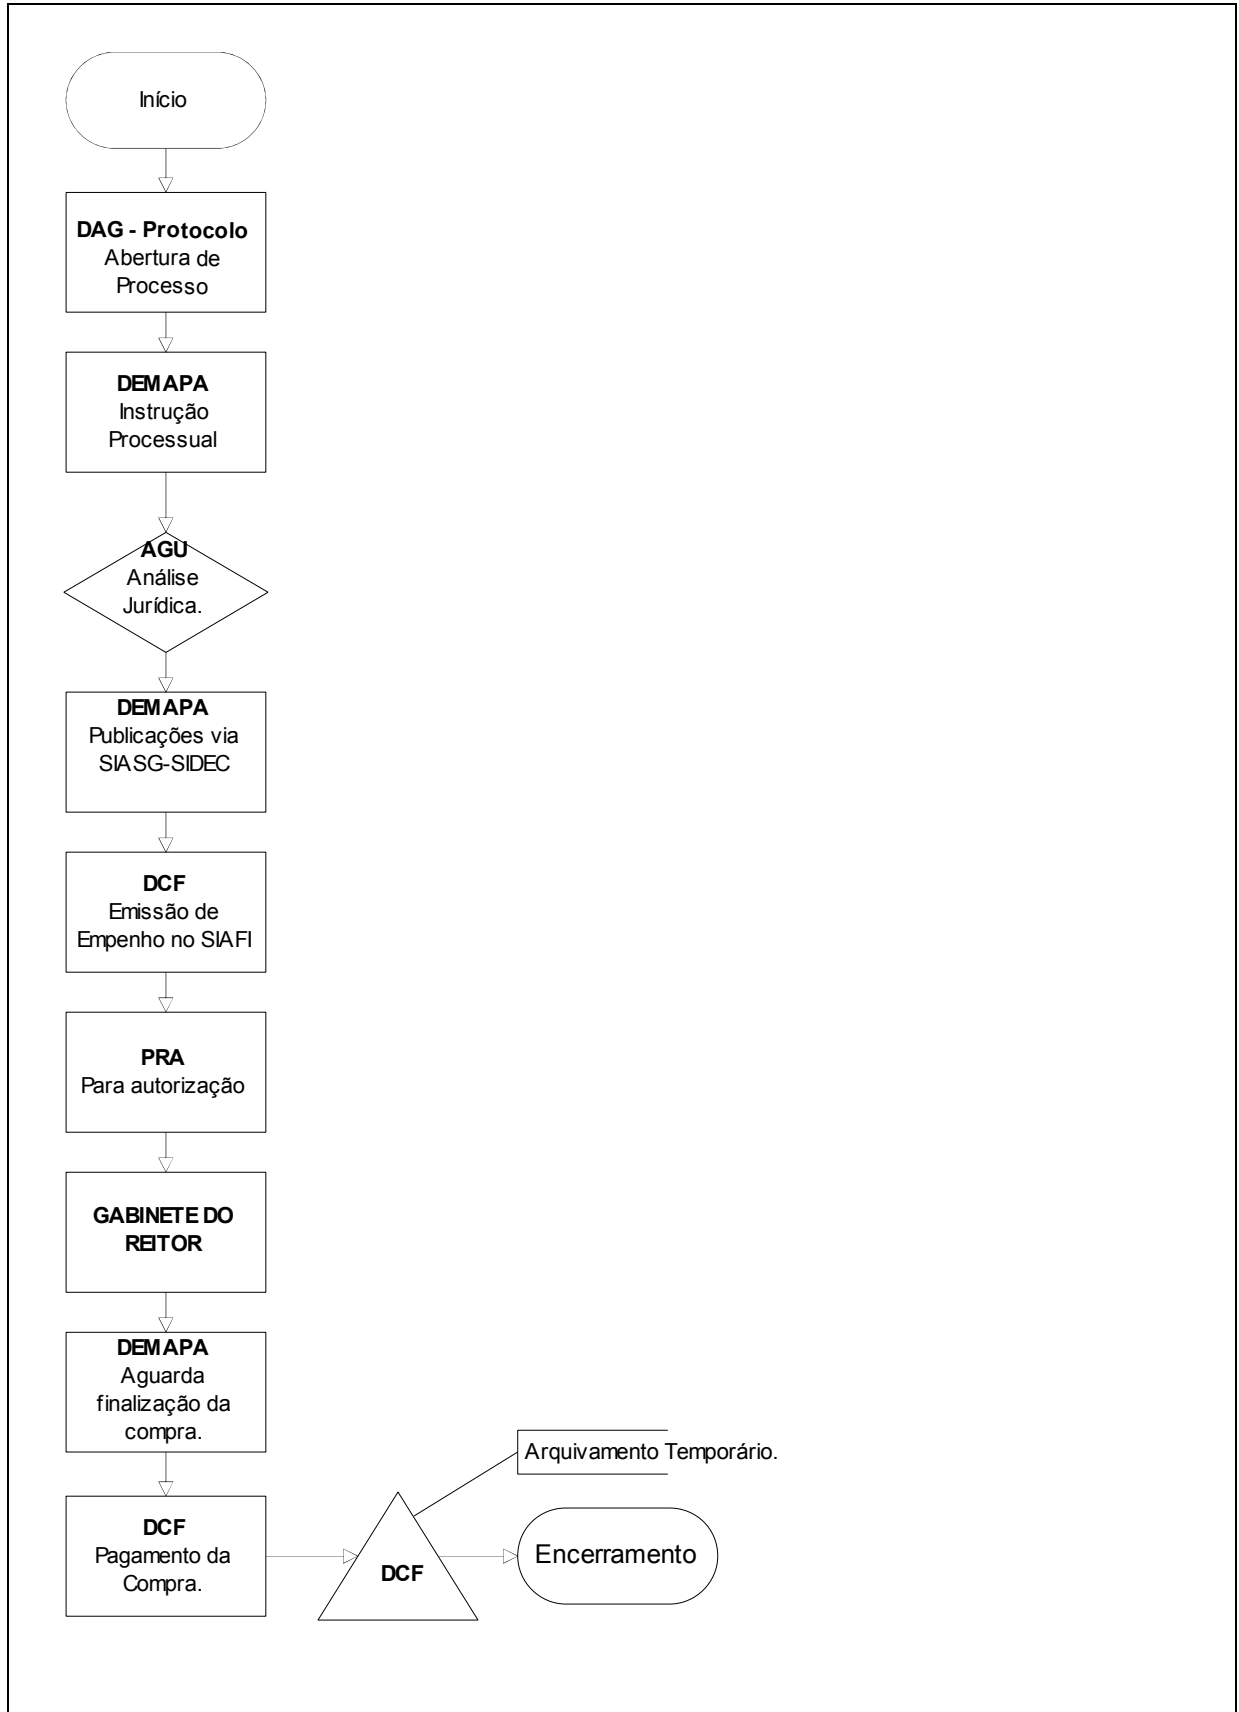 Início
DAG - Protocolo
Abertura de
Processo
DEMAPA
Instrução
Processual
AGU
Análise
Jurídica.
DEMAPA
Publicações via
SIASG-SIDEC
DCF
Emissão de
Empenho no SIAFI
PRA
Para autorização
GABINETE DO
REITOR
DEMAPA
Aguarda
finalização da
compra.
Arquivamento Temporário.
DCF
Pagamento da
Compra.
DCF
Encerramento